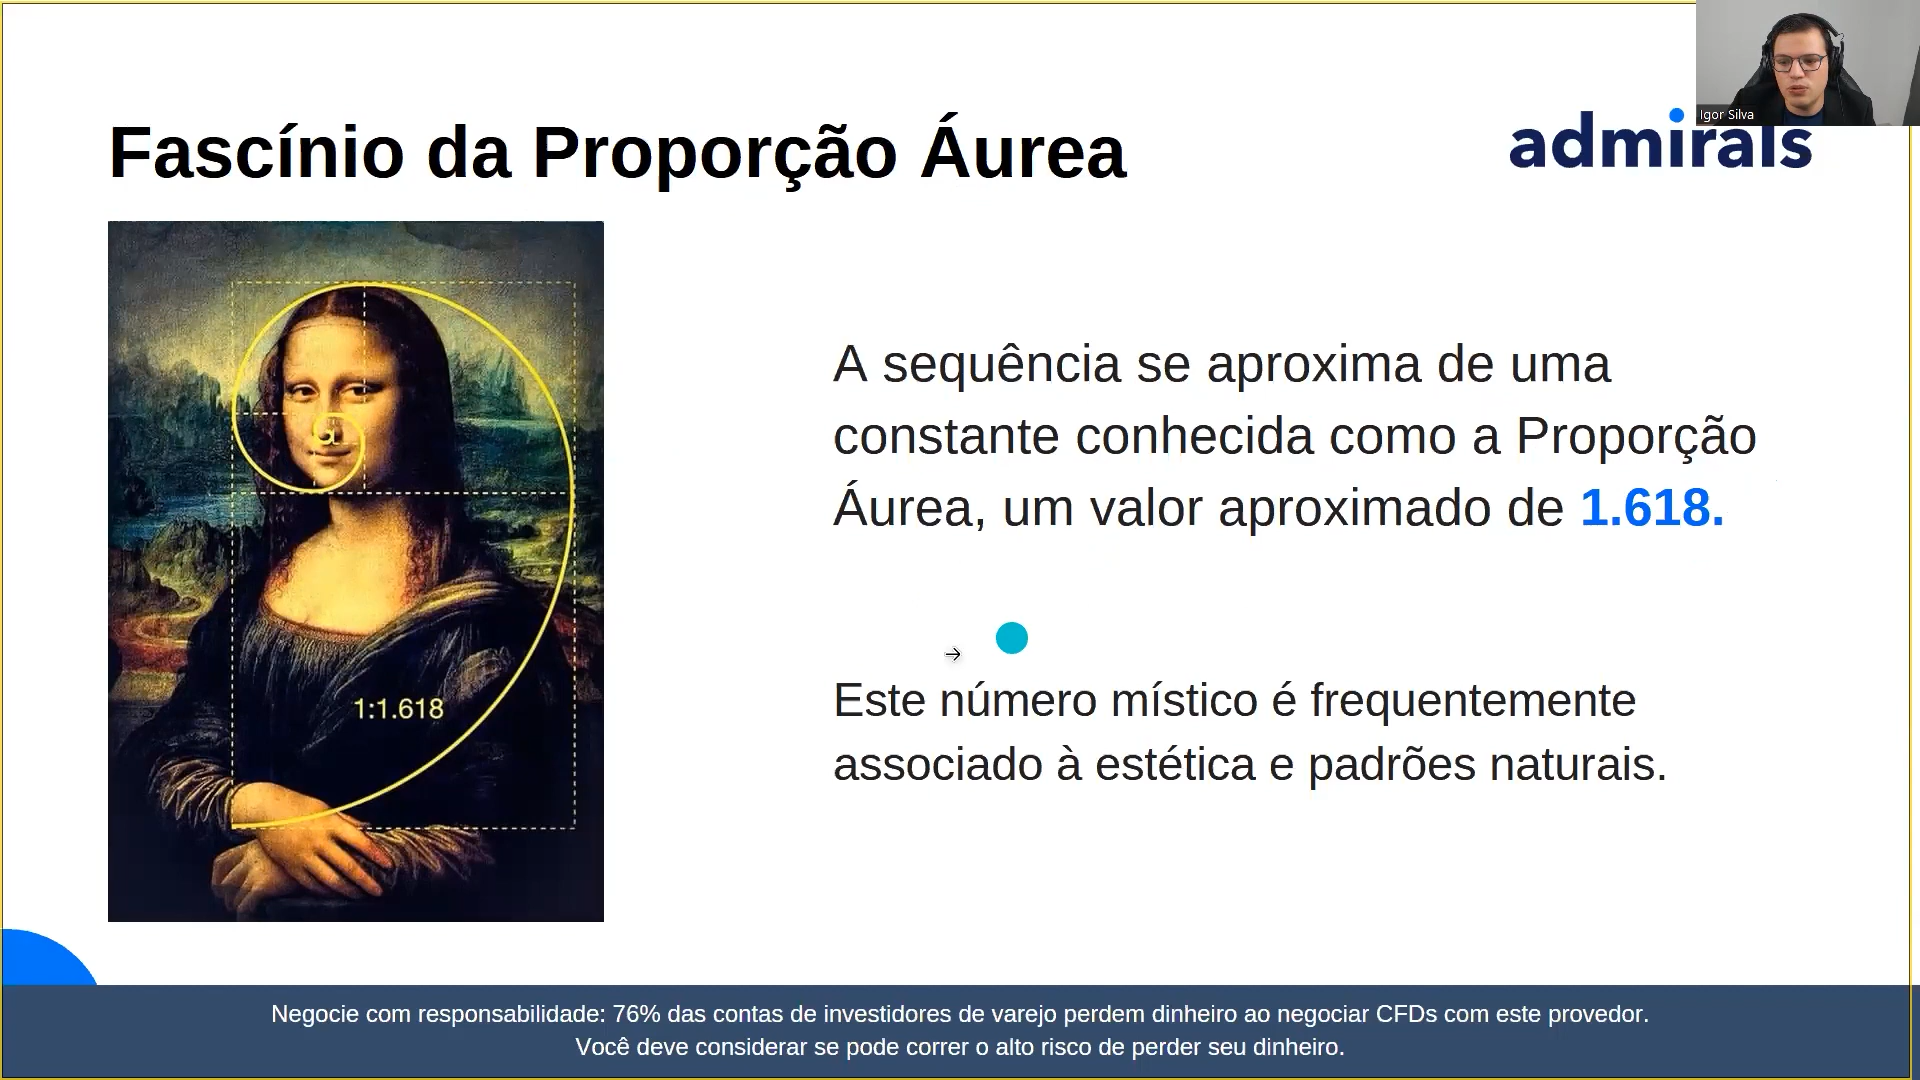 Igor Silva
admirals
Fascínio da Proporção Áurea
1:1.618
A sequência se aproxima de uma
constante conhecida como a Proporção
Áurea, um valor aproximado de 1.618.
Este número místico é frequentemente
associado à estética e padrões naturais.
Negocie com responsabilidade: 76% das contas de investidores de varejo perdem dinheiro ao negociar CFDs com este provedor.
Você deve considerar se pode correr o alto risco de perder seu dinheiro.